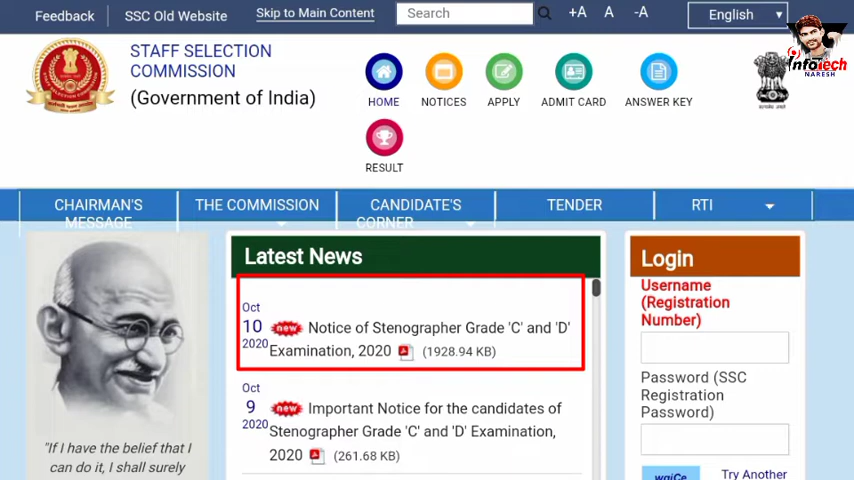 Feedback
SSC Old Website
Skip to Main Content
Search
+A A -A
English
InfoTech
NARESH
STAFF SELECTION
COMMISSION
(Government of India)
HOME
NOTICES
APPLY
ADMIT CARD
ANSWER KEY
RESULT
CHAIRMAN'S
MESSAGE
THE COMMISSION
CANDIDATE'S
CORNER
TENDER
RTI
Latest News
Oct
10
2020
new Notice of Stenographer Grade 'C' and 'D'
Examination, 2020 (1928.94 KB)
Oct
9
2020
new Important Notice for the candidates of
Stenographer Grade 'C' and 'D' Examination,
2020 (261.68 KB)
Login
Username
(Registration
Number)
Password (SSC
Registration
Password)
Try Another
"If I have the belief that I
can do it, I shall surely